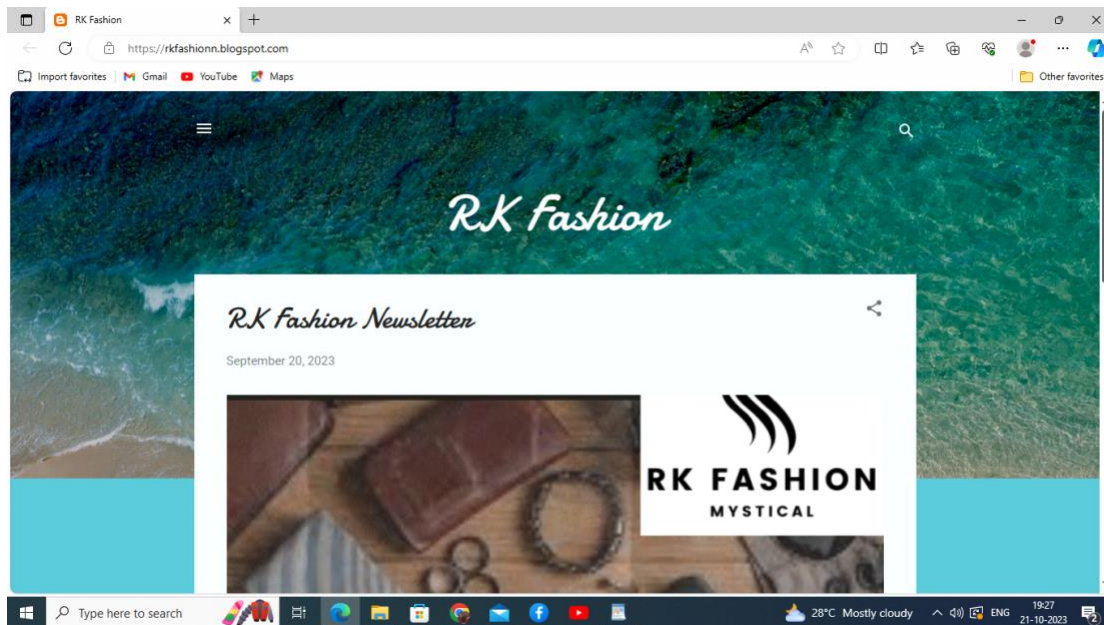 RK Fashion
https://rkfashionn.blogspot.com
Import favorites Gmail YouTube Maps Other favorites
RK Fashion
RK Fashion Newsletter
September 20, 2023
RK FASHION
MYSTICAL
Type here to search 28°C Mostly cloudy ENG 19:27
21-10-2023
2